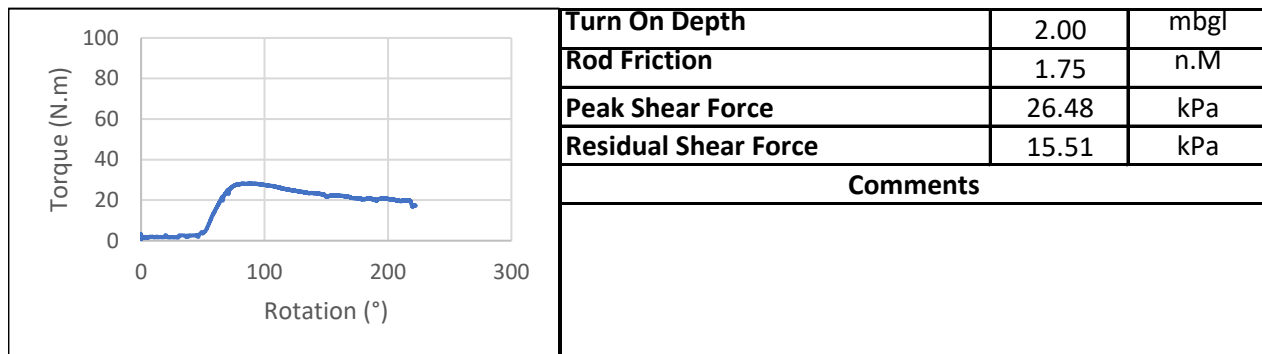 100
80
60
40
20
0
Torque (N.m)
0 100 200 300
Rotation (°)
Turn On Depth 2.00 mbgl
Rod Friction 1.75 n.M
Peak Shear Force 26.48 kPa
Residual Shear Force 15.51 kPa
Comments